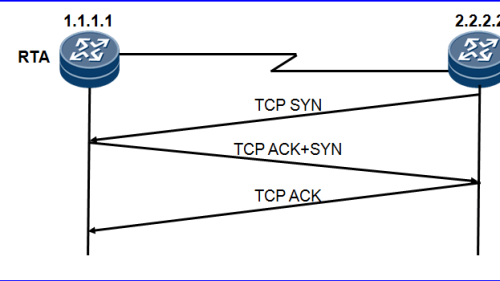 1.1.1.1
2.2.2.2
RTA
TCP SYN
TCP ACK+SYN
TCP ACK